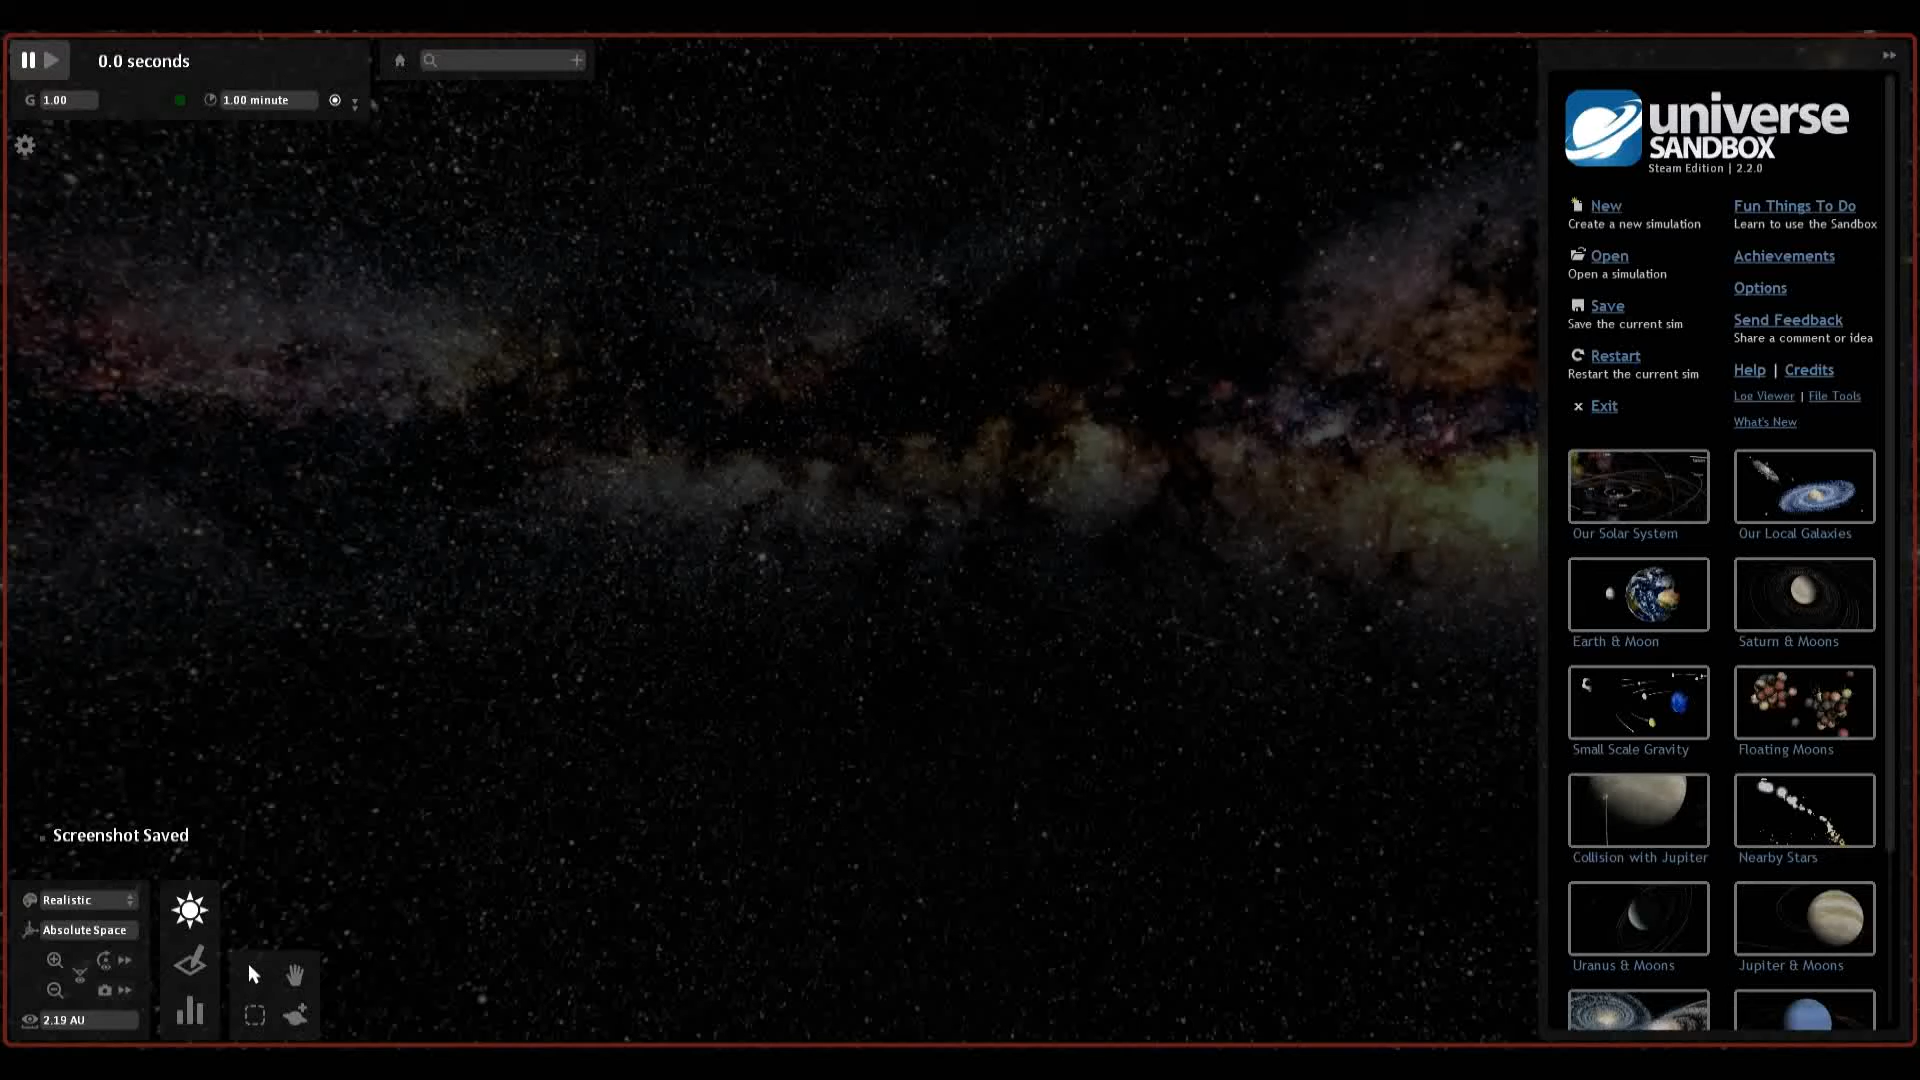 0.0 seconds
G 1.00
1.00 minute
universe
SANDBOX
Steam Edition | 2.2.0
New
Create a new simulation
Open
Open a simulation
Save
Save the current sim
Restart
Restart the current sim
Exit
Fun Things To Do
Learn to use the Sandbox
Achievements
Options
Send Feedback
Share a comment or idea
Help | Credits
Log Viewer | File Tools
What's New
Our Solar System
Our Local Galaxies
Earth & Moon
Saturn & Moons
Small Scale Gravity
Floating Moons
Collision with Jupiter
Nearby Stars
Uranus & Moons
Jupiter & Moons
Screenshot Saved
Realistic
Absolute Space
2.19 AU